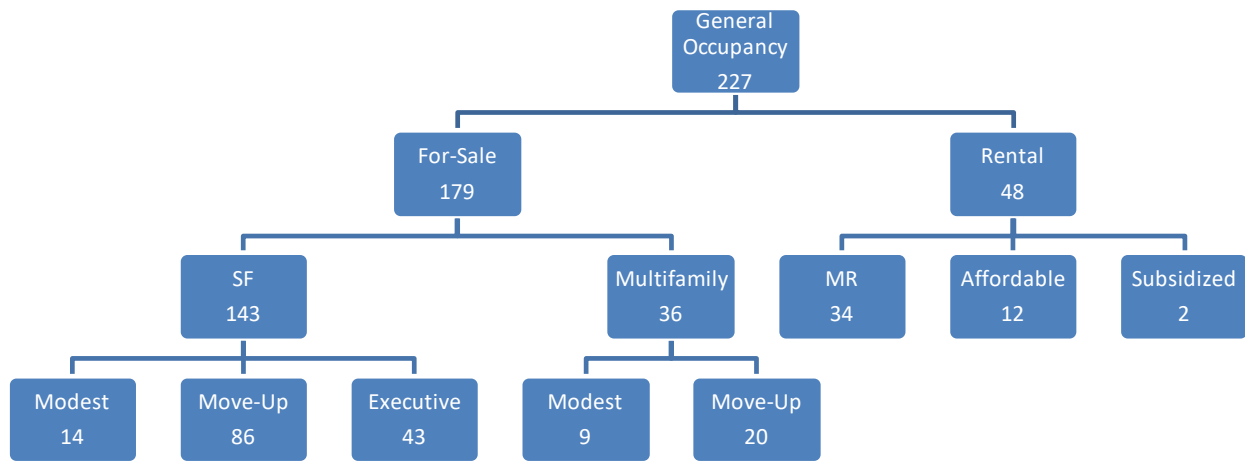 General
Occupancy
227
For-Sale
179
Rental
48
SF
143
Multifamily
36
MR
34
Affordable
12
Subsidized
2
Modest
14
Move-Up
86
Executive
43
Modest
9
Move-Up
20